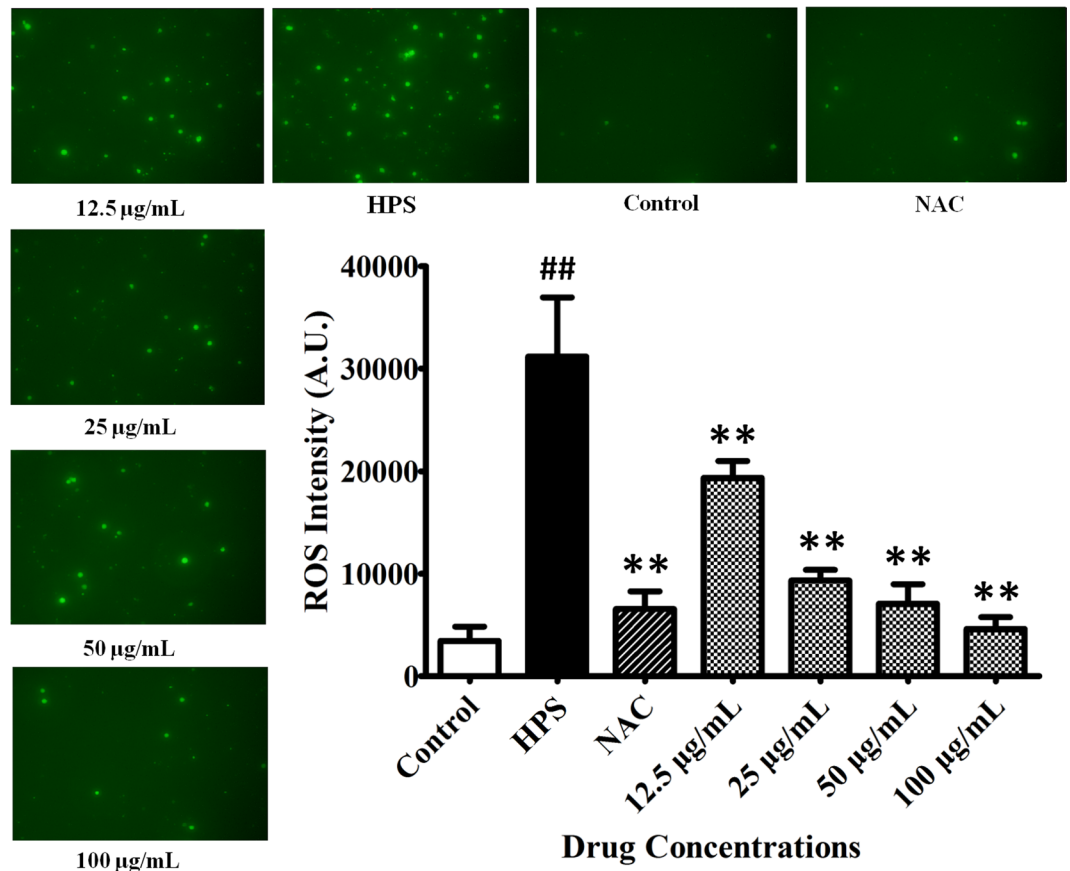 12.5 µg/mL
HPS
Control
NAC
25 µg/mL
50 µg/mL
100 µg/mL
ROS Intensity (A.U.)
40000
30000
20000
10000
0
##
**
**
**
**
**
Control
HPS
NAC
12.5 µg/mL
25 µg/mL
50 µg/mL
100 µg/mL
Drug Concentrations